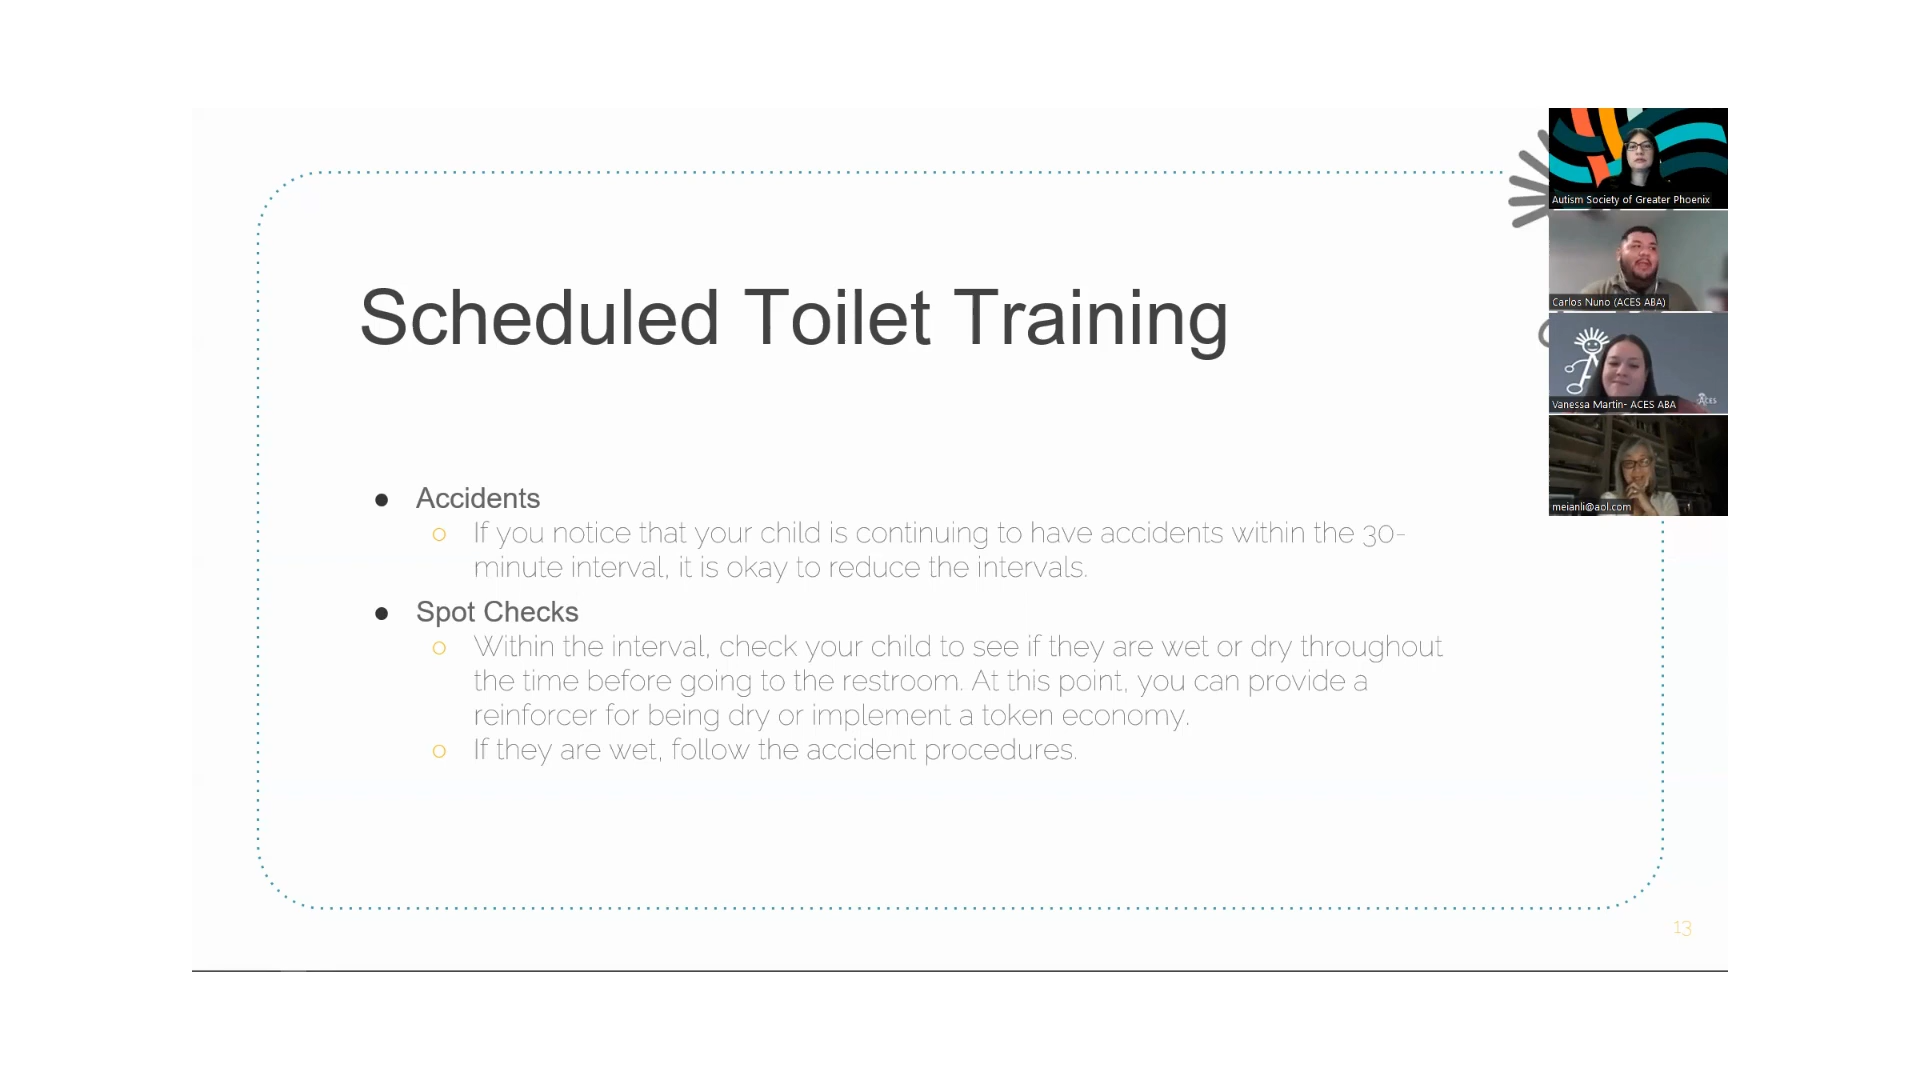 Scheduled Toilet Training
● Accidents
○ If you notice that your child is continuing to have accidents within the 30-
minute interval, it is okay to reduce the intervals.
● Spot Checks
○ Within the interval, check your child to see if they are wet or dry throughout
the time before going to the restroom. At this point, you can provide a
reinforcer for being dry or implement a token economy.
○ If they are wet, follow the accident procedures.
13
Autism Society of Greater Phoenix
Carlos Nuno (ACES ABA)
ACES
Vanessa Martin- ACES ABA
meianli@aol.com